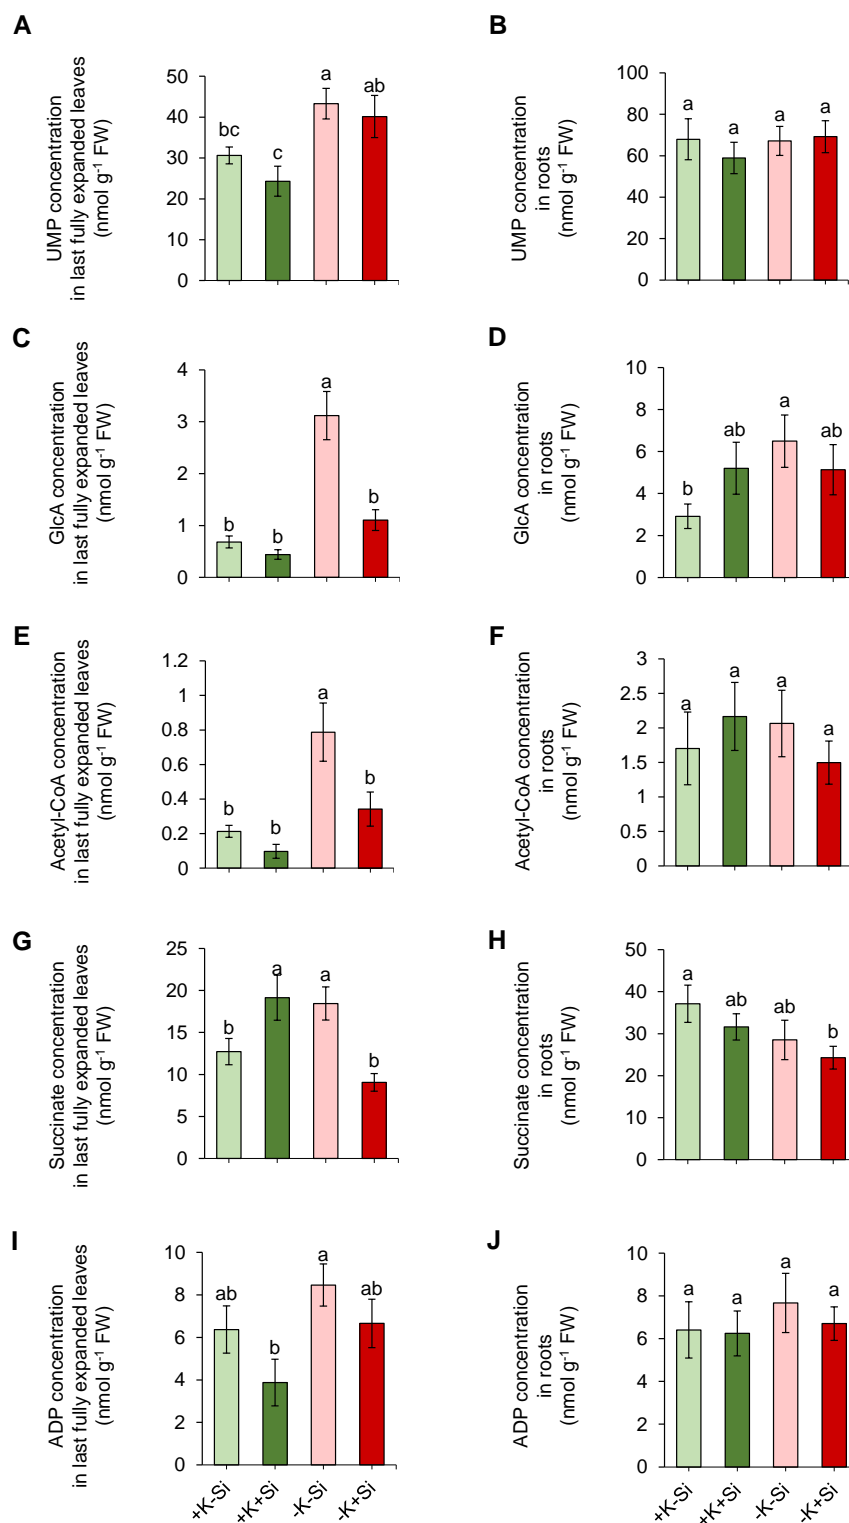 A
UMP concentration
in last fully expanded leaves
(nmol g⁻¹ FW)
50
40
30
20
10
0
bc
c
a
ab
B
UMP concentration
in roots
(nmol g⁻¹ FW)
100
80
60
40
20
0
a
a
a
a
C
GlcA concentration
in last fully expanded leaves
(nmol g⁻¹ FW)
4
3
2
1
0
b
b
a
b
D
GlcA concentration
in roots
(nmol g⁻¹ FW)
10
8
6
4
2
0
b
ab
a
ab
E
Acetyl-CoA concentration
in last fully expanded leaves
(nmol g⁻¹ FW)
1.2
1
0.8
0.6
0.4
0.2
0
b
b
a
b
F
Acetyl-CoA concentration
in roots
(nmol g⁻¹ FW)
3
2.5
2
1.5
1
0.5
0
a
a
a
a
G
Succinate concentration
in last fully expanded leaves
(nmol g⁻¹ FW)
25
20
15
10
5
0
b
a
a
b
H
Succinate concentration
in roots
(nmol g⁻¹ FW)
50
40
30
20
10
0
a
ab
ab
b
I
ADP concentration
in last fully expanded leaves
(nmol g⁻¹ FW)
10
8
6
4
2
0
ab
b
a
ab
+K-Si
+K+Si
-K-Si
-K+Si
J
ADP concentration
in roots
(nmol g⁻¹ FW)
10
8
6
4
2
0
a
a
a
a
+K-Si
+K+Si
-K-Si
-K+Si